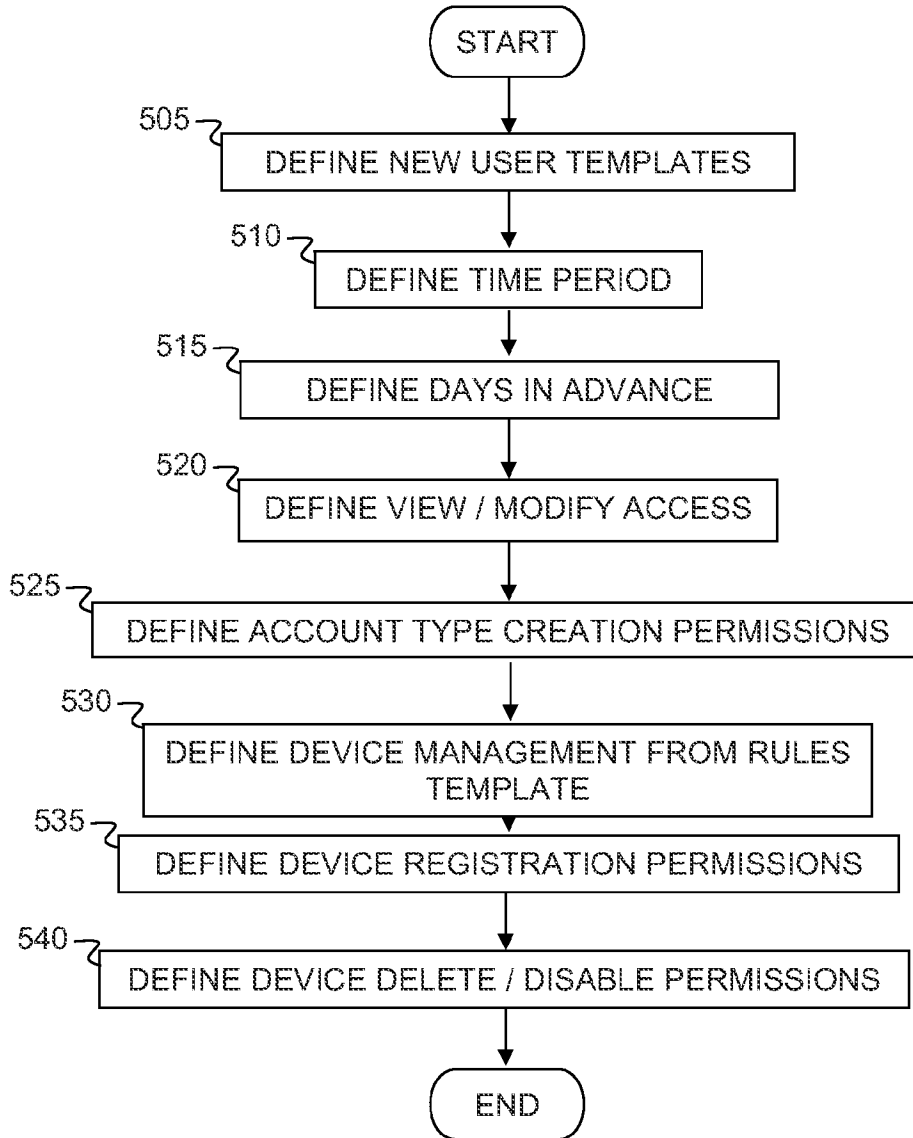 START
505
DEFINE NEW USER TEMPLATES
510
DEFINE TIME PERIOD
515
DEFINE DAYS IN ADVANCE
520
DEFINE VIEW / MODIFY ACCESS
525
DEFINE ACCOUNT TYPE CREATION PERMISSIONS
530
DEFINE DEVICE MANAGEMENT FROM RULES
TEMPLATE
535
DEFINE DEVICE REGISTRATION PERMISSIONS
540
DEFINE DEVICE DELETE / DISABLE PERMISSIONS
END